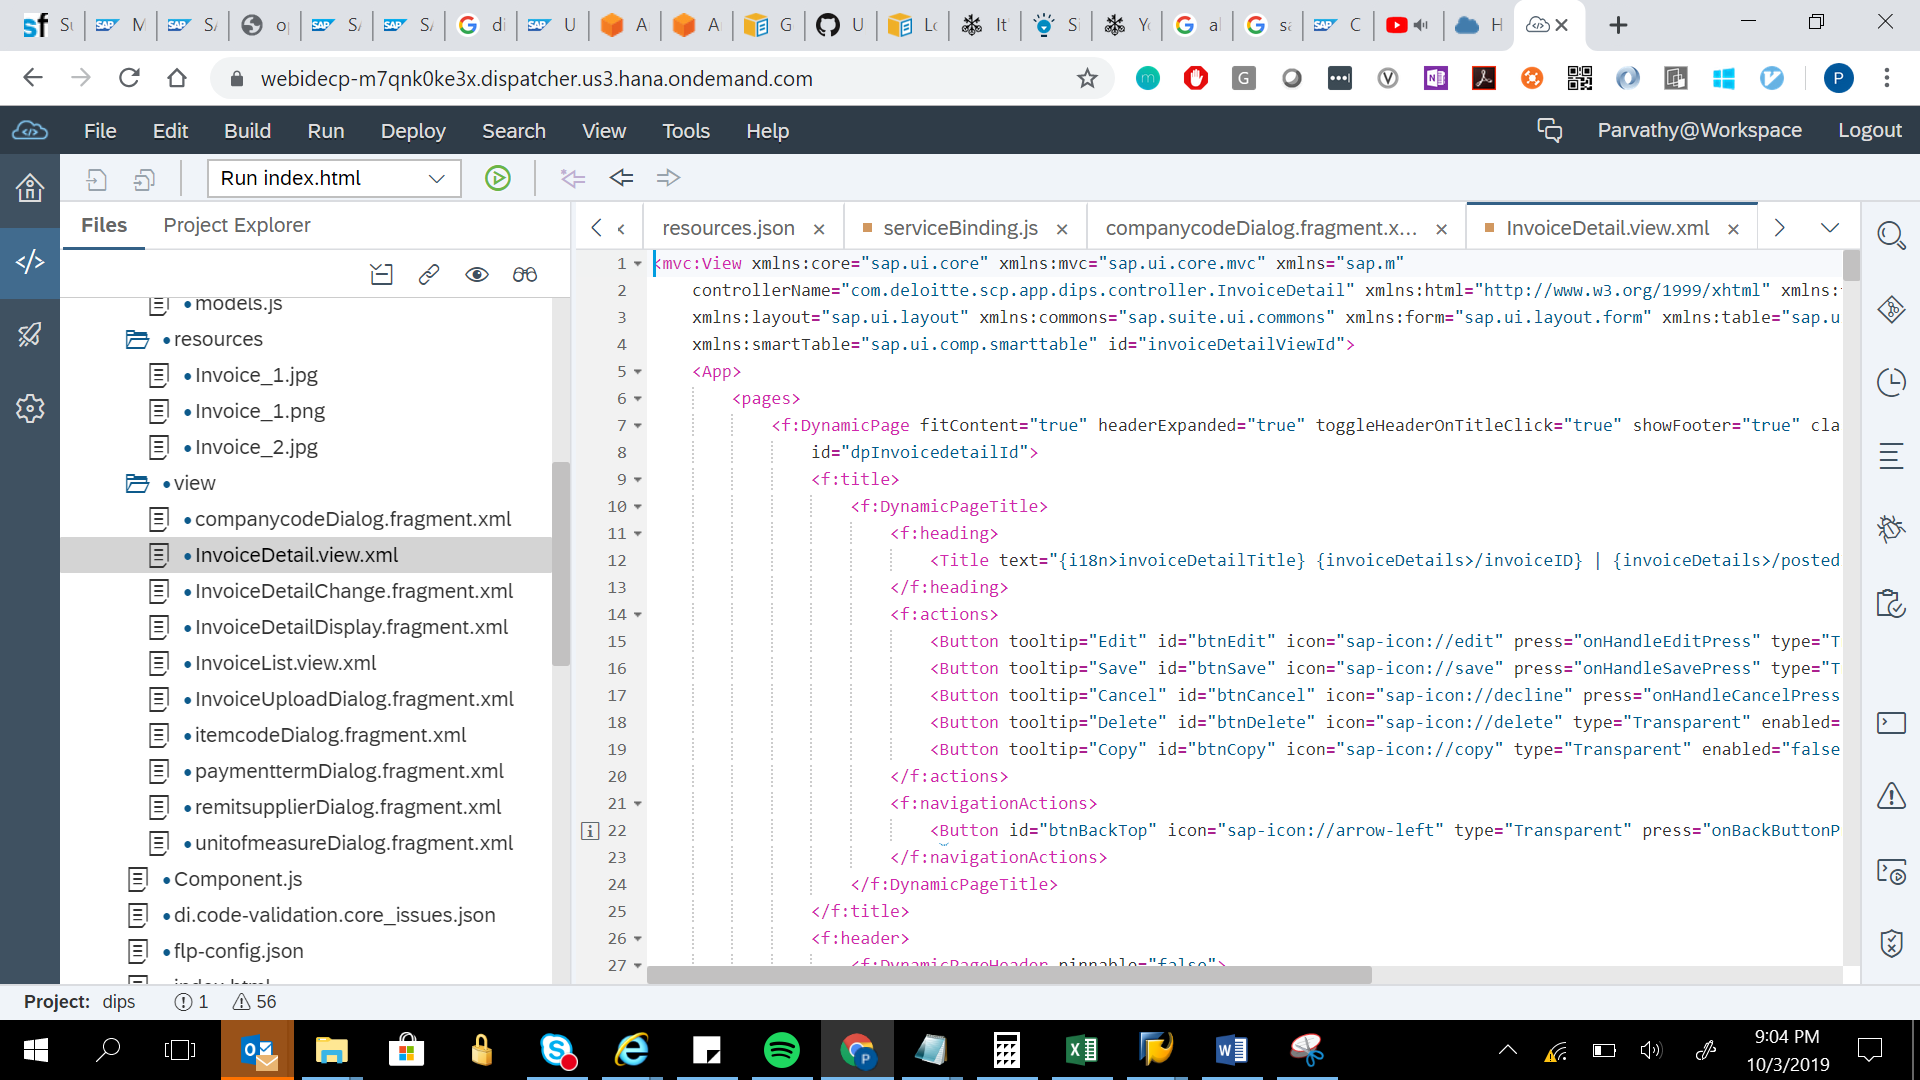 webidecp-m7qnk0ke3x.dispatcher.us3.hana.ondemand.com
File Edit Build Run Deploy Search View Tools Help Parvathy@Workspace Logout
Run index.html
Files Project Explorer
resources.json serviceBinding.js companycodeDialog.fragment.x... InvoiceDetail.view.xml
models.js
resources
Invoice_1.jpg
Invoice_1.png
Invoice_2.jpg
view
companycodeDialog.fragment.xml
InvoiceDetail.view.xml
InvoiceDetailChange.fragment.xml
InvoiceDetailDisplay.fragment.xml
InvoiceList.view.xml
InvoiceUploadDialog.fragment.xml
itemcodeDialog.fragment.xml
paymenttermDialog.fragment.xml
remitsupplierDialog.fragment.xml
unitofmeasureDialog.fragment.xml
Component.js
di.code-validation.core_issues.json
flp-config.json
index.html
1 <mvc:View xmlns:core="sap.ui.core" xmlns:mvc="sap.ui.core.mvc" xmlns="sap.m"
2 controllerName="com.deloitte.scp.app.dips.controller.InvoiceDetail" xmlns:html="http://www.w3.org/1999/xhtml" xmlns:
3 xmlns:layout="sap.ui.layout" xmlns:commons="sap.suite.ui.commons" xmlns:form="sap.ui.layout.form" xmlns:table="sap.u
4 xmlns:smartTable="sap.ui.comp.smarttable" id="invoiceDetailViewId">
5 <App>
6 <pages>
7 <f:DynamicPage fitContent="true" headerExpanded="true" toggleHeaderOnTitleClick="true" showFooter="true" cla
8 id="dpInvoicedetailId">
9 <f:title>
10 <f:DynamicPageTitle>
11 <f:heading>
12 <Title text="{i18n>invoiceDetailTitle} {invoiceDetails>/invoiceID} | {invoiceDetails>/posted
13 </f:heading>
14 <f:actions>
15 <Button tooltip="Edit" id="btnEdit" icon="sap-icon://edit" press="onHandleEditPress" type="T
16 <Button tooltip="Save" id="btnSave" icon="sap-icon://save" press="onHandleSavePress" type="T
17 <Button tooltip="Cancel" id="btnCancel" icon="sap-icon://decline" press="onHandleCancelPress
18 <Button tooltip="Delete" id="btnDelete" icon="sap-icon://delete" type="Transparent" enabled=
19 <Button tooltip="Copy" id="btnCopy" icon="sap-icon://copy" type="Transparent" enabled="false
20 </f:actions>
21 <f:navigationActions>
22 <Button id="btnBackTop" icon="sap-icon://arrow-left" type="Transparent" press="onBackButtonP
23 </f:navigationActions>
24 </f:DynamicPageTitle>
25 </f:title>
26 <f:header>
27 <f:DynamicPageHeader pinnable="false">
Project: dips 1 56
9:04 PM
10/3/2019